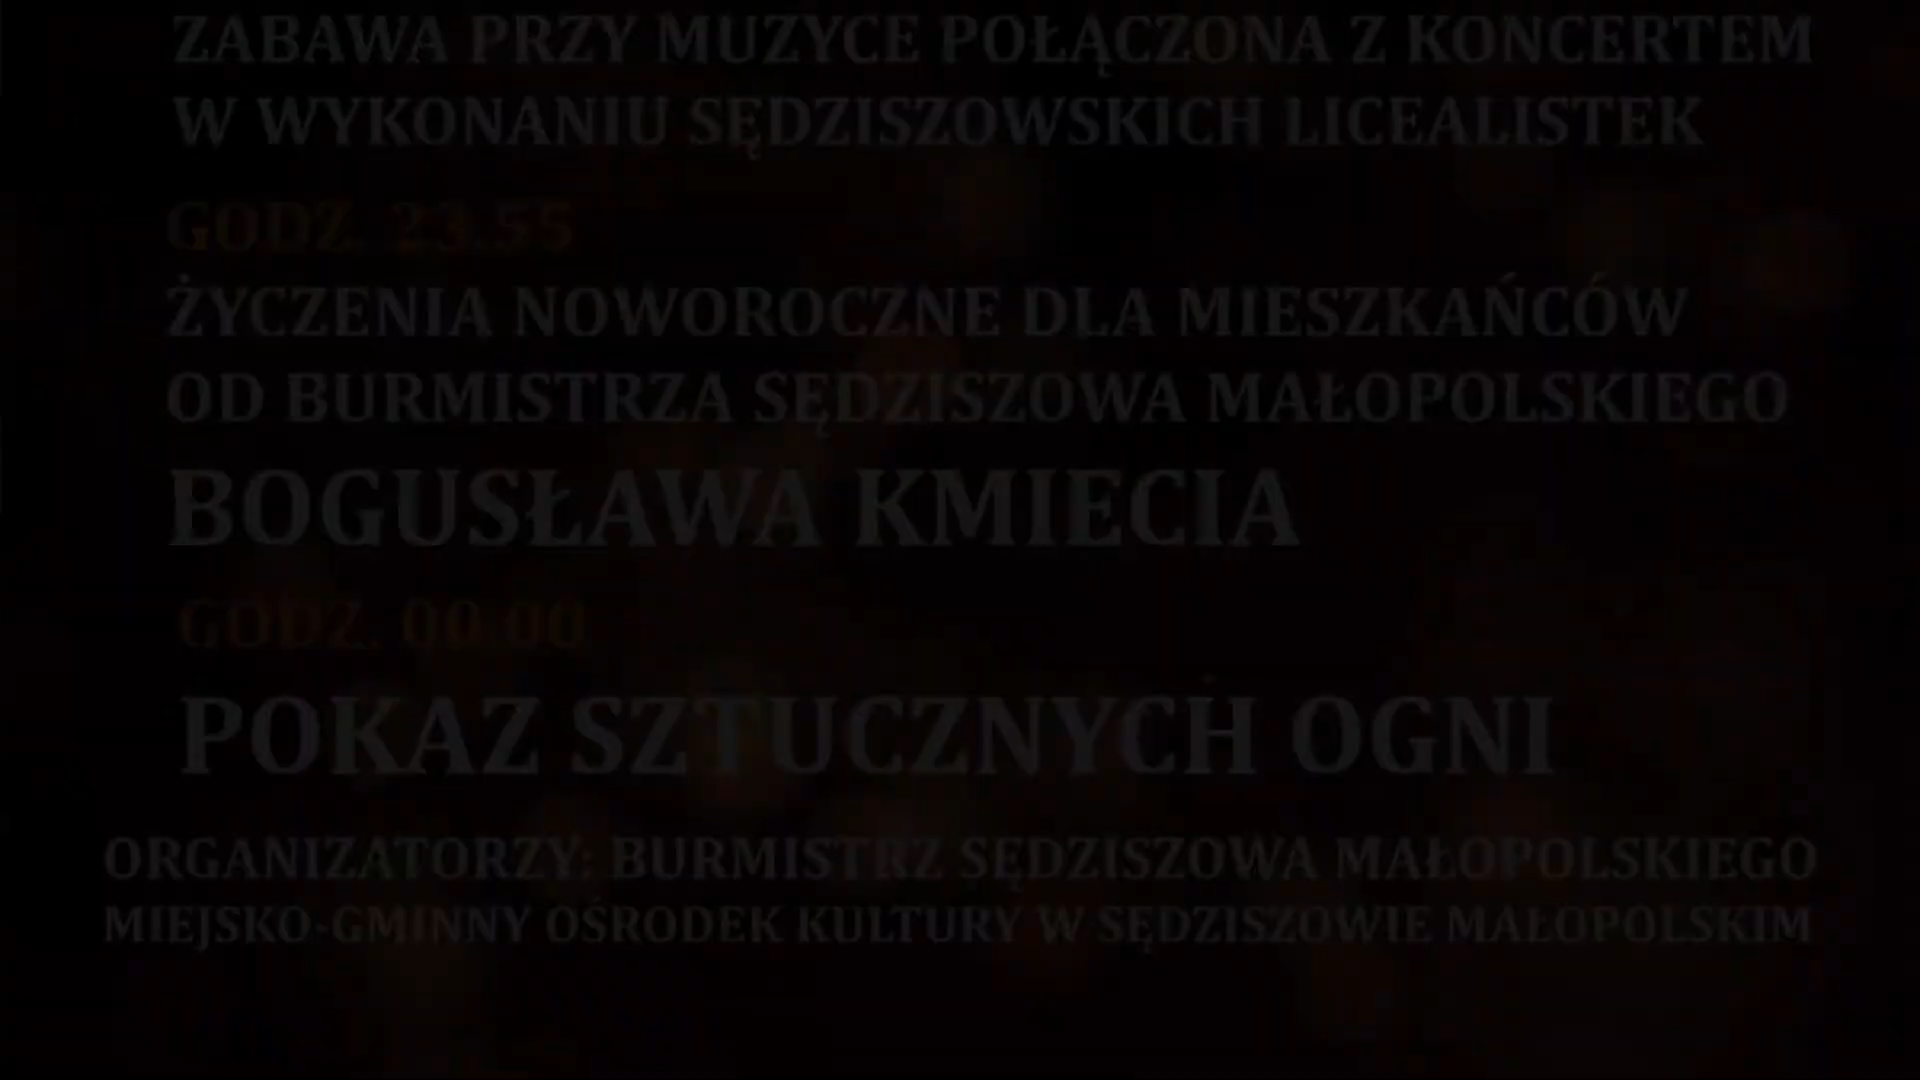 ZABAWA PRZY MUZYCE POŁĄCZONA Z KONCERTEM
W WYKONANIU SĘDZISZOWSKICH LICEALISTEK
GODZ. 23.55
ŻYCZENIA NOWOROCZNE DLA MIESZKAŃCÓW
OD BURMISTRZA SĘDZISZOWA MAŁOPOLSKIEGO
BOGUSŁAWA KMIECIA
GODZ. 00.00
POKAZ SZTUCZNYCH OGNI
ORGANIZATORZY: BURMISTRZ SĘDZISZOWA MAŁOPOLSKIEGO
MIEJSKO-GMINNY OŚRODEK KULTURY W SĘDZISZOWIE MAŁOPOLSKIM